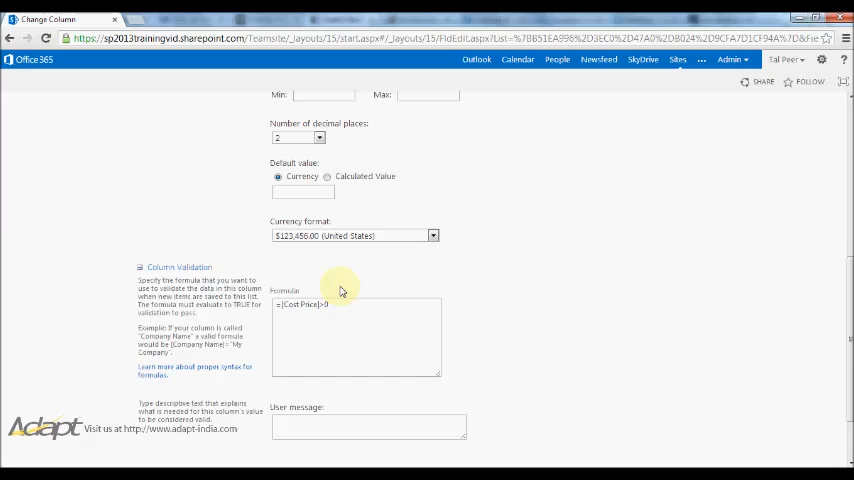 Change Column
https://sp2013trainingvid.sharepoint.com/Teamsite/_layouts/15/start.aspx#/_layouts/15/FldEdit.aspx?List=%7BB51EA996%2D3EC0%2D47A0%2DB024%2DCFA7D1CF94A%7D&Fie
Office 365
Outlook Calendar People Newsfeed SkyDrive Sites ... Admin Tal Peer ?
SHARE FOLLOW
Min: Max:
Number of decimal places:
2
Default value:
Currency Calculated Value
Currency format:
$123,456.00 (United States)
Column Validation
Specify the formula that you want to
use to validate the data in this column
when new items are saved to this list.
The formula must evaluate to TRUE for
validation to pass.
Example: If your column is called
"Company Name" a valid formula
would be [Company Name]="My
Company".
Learn more about proper syntax for
formulas.
Formula:
=[Cost Price]>0
Type descriptive text that explains
what is needed for this column's value
to be considered valid.
User message:
Adapt Visit us at http://www.adapt-india.com